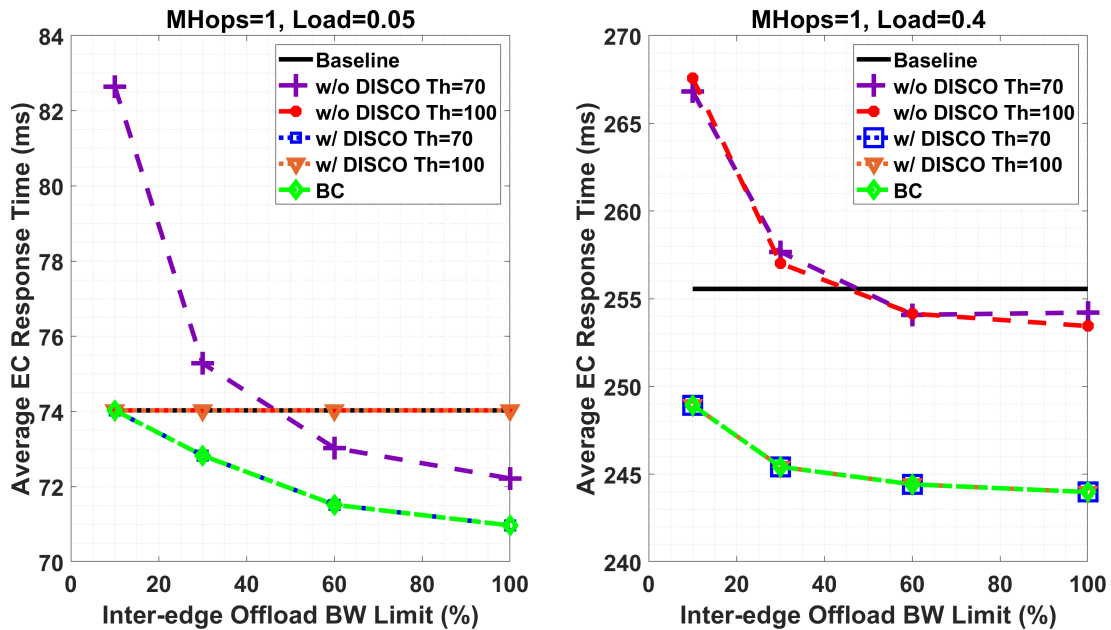 MHops=1, Load=0.05
84
82
80
78
76
74
72
70
0
20
40
60
80
100
Average EC Response Time (ms)
Inter-edge Offload BW Limit (%)
Baseline
w/o DISCO Th=70
w/o DISCO Th=100
w/ DISCO Th=70
w/ DISCO Th=100
BC
MHops=1, Load=0.4
270
265
260
255
250
245
240
0
20
40
60
80
100
Average EC Response Time (ms)
Inter-edge Offload BW Limit (%)
Baseline
w/o DISCO Th=70
w/o DISCO Th=100
w/ DISCO Th=70
w/ DISCO Th=100
BC